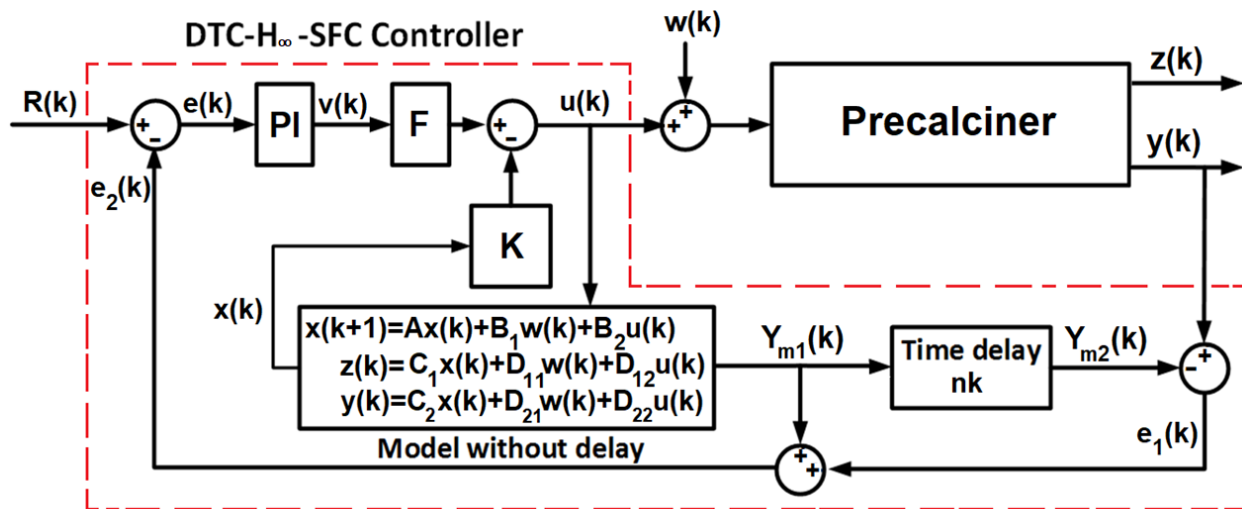 DTC-H∞-SFC Controller
w(k)
R(k)
+
-
e(k)
PI
v(k)
F
+
-
u(k)
+
+
Precalciner
z(k)
y(k)
e₂(k)
K
x(k)
x(k+1)=Ax(k)+B₁w(k)+B₂u(k)
z(k)=C₁x(k)+D₁₁w(k)+D₁₂u(k)
y(k)=C₂x(k)+D₂₁w(k)+D₂₂u(k)
Model without delay
Yₘ₁(k)
Time delay
nk
Yₘ₂(k)
+
-
e₁(k)
+
+